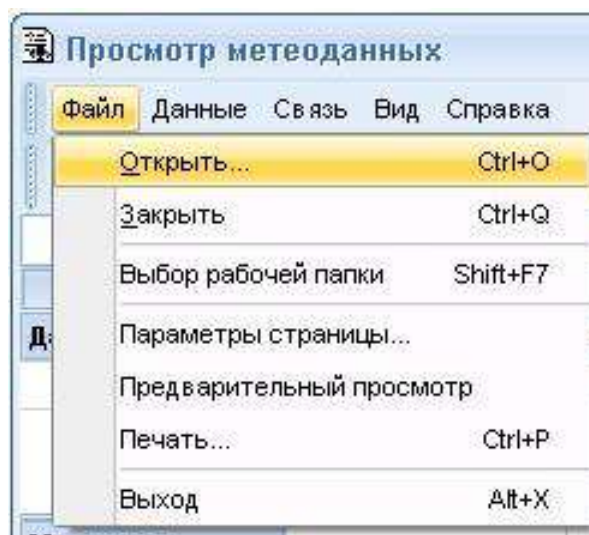 Просмотр метеоданных
Файл Данные Связь Вид Справка
Открыть... Ctrl+O
Закрыть Ctrl+Q
Выбор рабочей папки Shift+F7
Параметры страницы...
Предварительный просмотр
Печать... Ctrl+P
Выход Alt+X